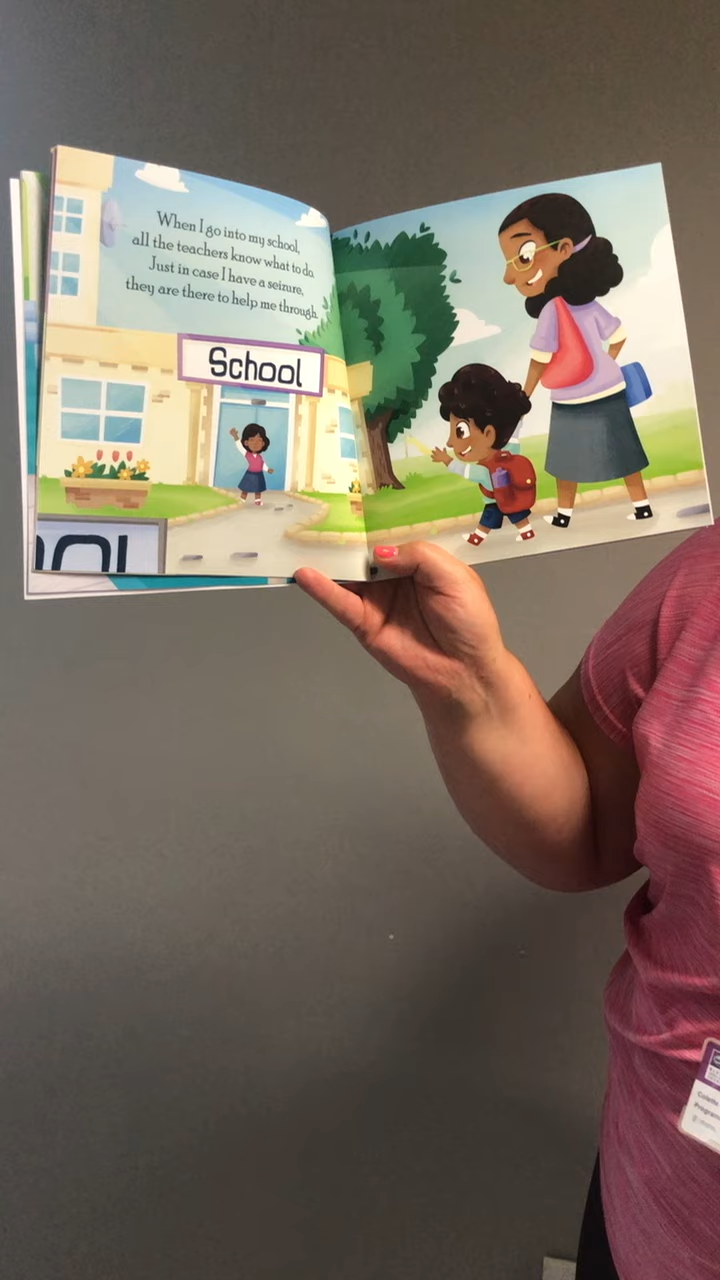 When I go into my school,
all the teachers know what to do.
Just in case I have a seizure,
they are there to help me through.
School